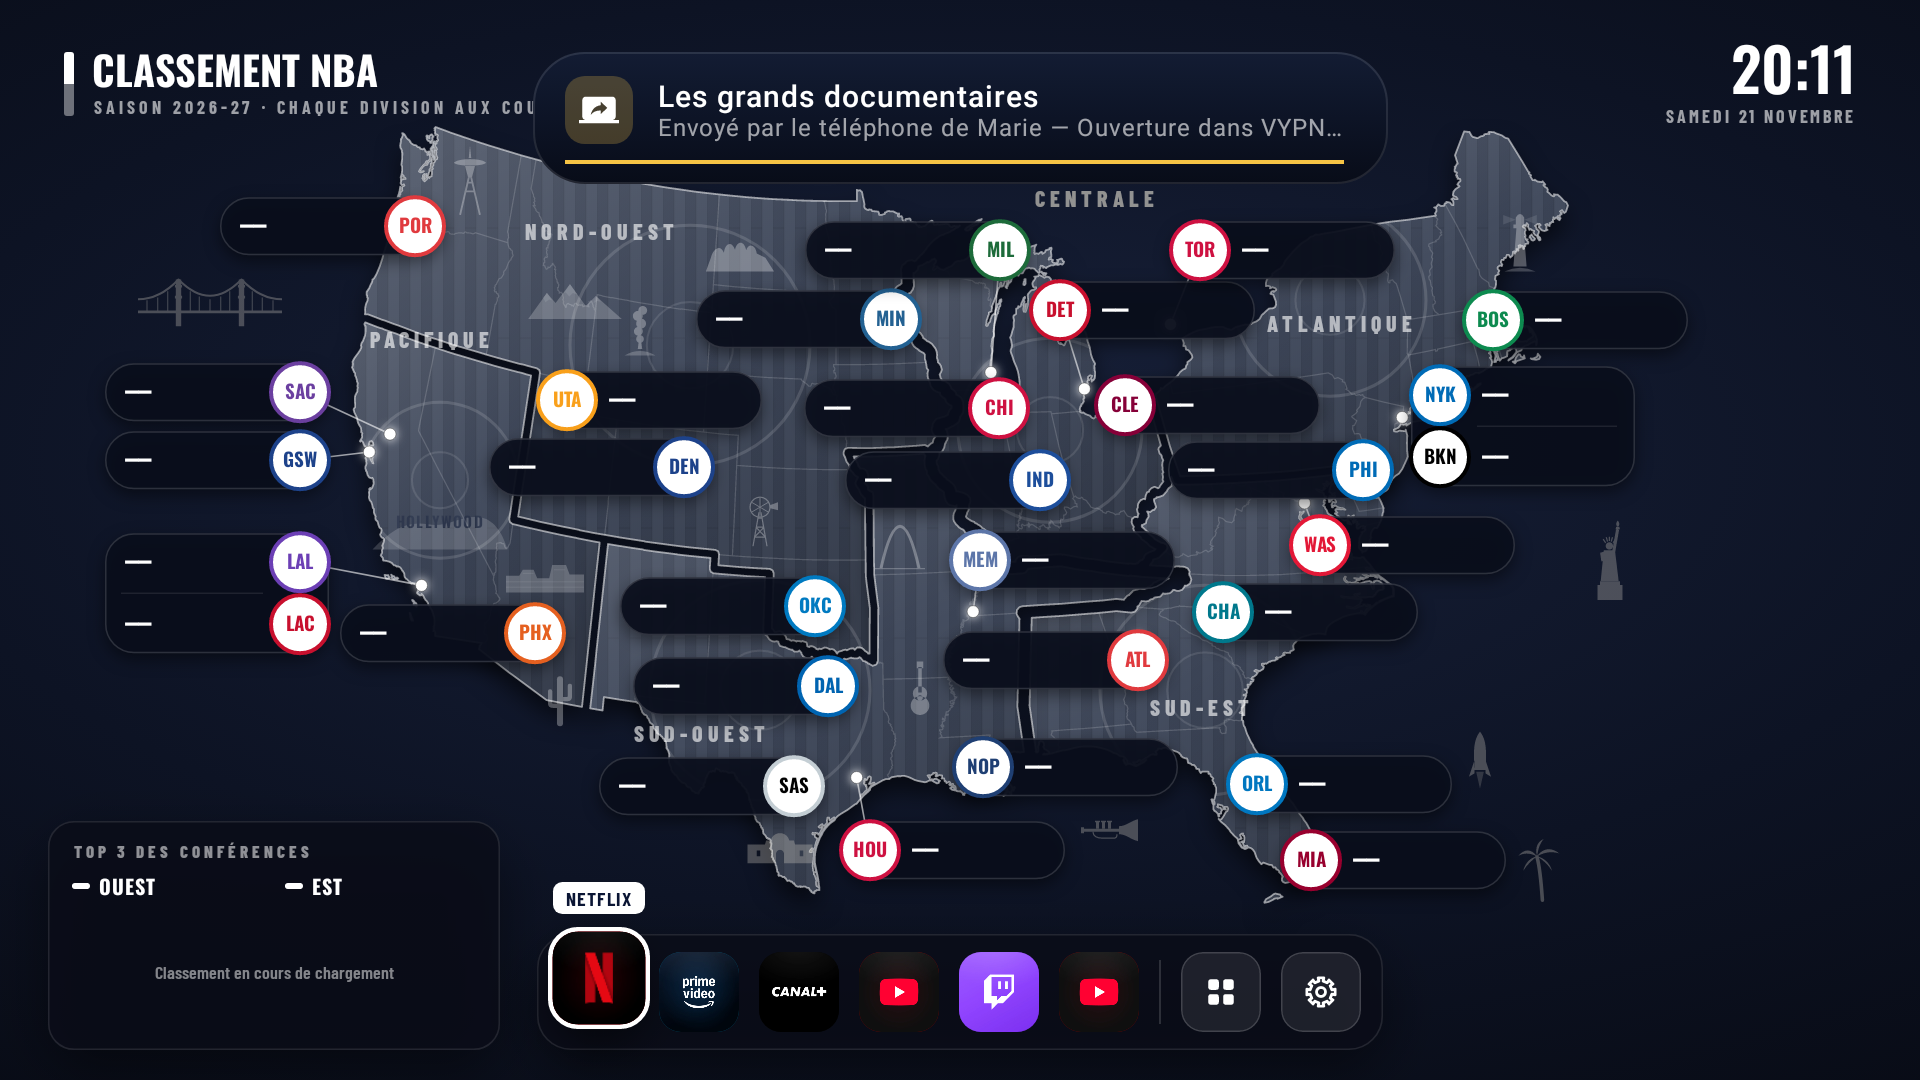 CLASSEMENT NBA
SAISON 2026-27 · CHAQUE DIVISION AUX COU
Les grands documentaires
Envoyé par le téléphone de Marie — Ouverture dans VYPN…
20:11
SAMEDI 21 NOVEMBRE
CENTRALE
NORD-OUEST
— POR
— MIL
TOR —
DET —
— MIN
PACIFIQUE
ATLANTIQUE
BOS —
— SAC
UTA —
— CHI
CLE —
NYK —
— GSW
— DEN
— IND
— PHI
BKN —
HOLLYWOOD
— LAL
MEM —
WAS —
— LAC
— PHX
— OKC
CHA —
— ATL
— DAL
SUD-EST
SUD-OUEST
— SAS
NOP —
ORL —
HOU —
MIA —
TOP 3 DES CONFÉRENCES
OUEST
EST
Classement en cours de chargement
NETFLIX
N
prime video
CANAL+